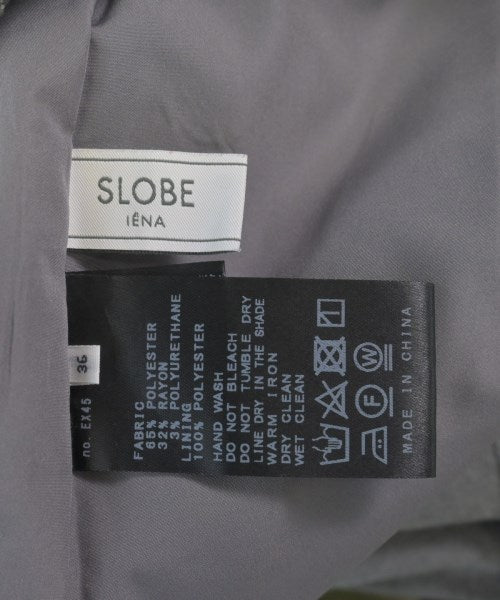 SLOBE
IÉNA
36
no. EX45
FABRIC
65% POLYESTER
32% RAYON
3% POLYURETHANE
LINING
100% POLYESTER
HAND WASH
DO NOT BLEACH
DO NOT TUMBLE DRY
LINE DRY IN THE SHADE
WARM IRON
DRY CLEAN
WET CLEAN
F W
MADE IN CHINA